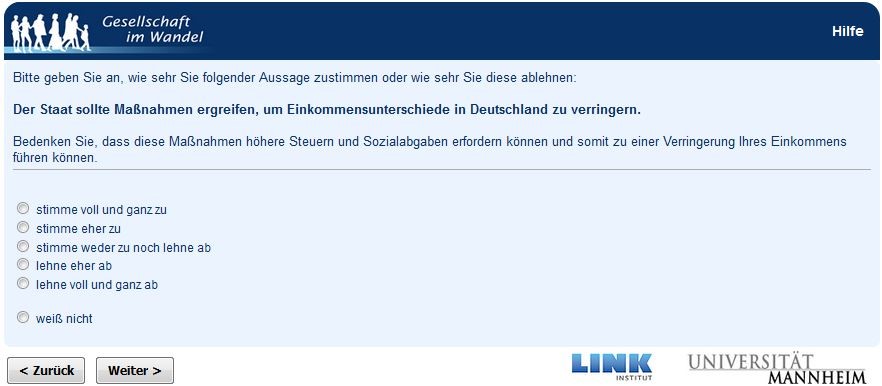 Gesellschaft
im Wandel
Hilfe
Bitte geben Sie an, wie sehr Sie folgender Aussage zustimmen oder wie sehr Sie diese ablehnen:
Der Staat sollte Maßnahmen ergreifen, um Einkommensunterschiede in Deutschland zu verringern.
Bedenken Sie, dass diese Maßnahmen höhere Steuern und Sozialabgaben erfordern können und somit zu einer Verringerung Ihres Einkommens
führen können.
stimme voll und ganz zu
stimme eher zu
stimme weder zu noch lehne ab
lehne eher ab
lehne voll und ganz ab
weiß nicht
< Zurück
Weiter >
LINK
INSTITUT
UNIVERSITÄT
MANNHEIM